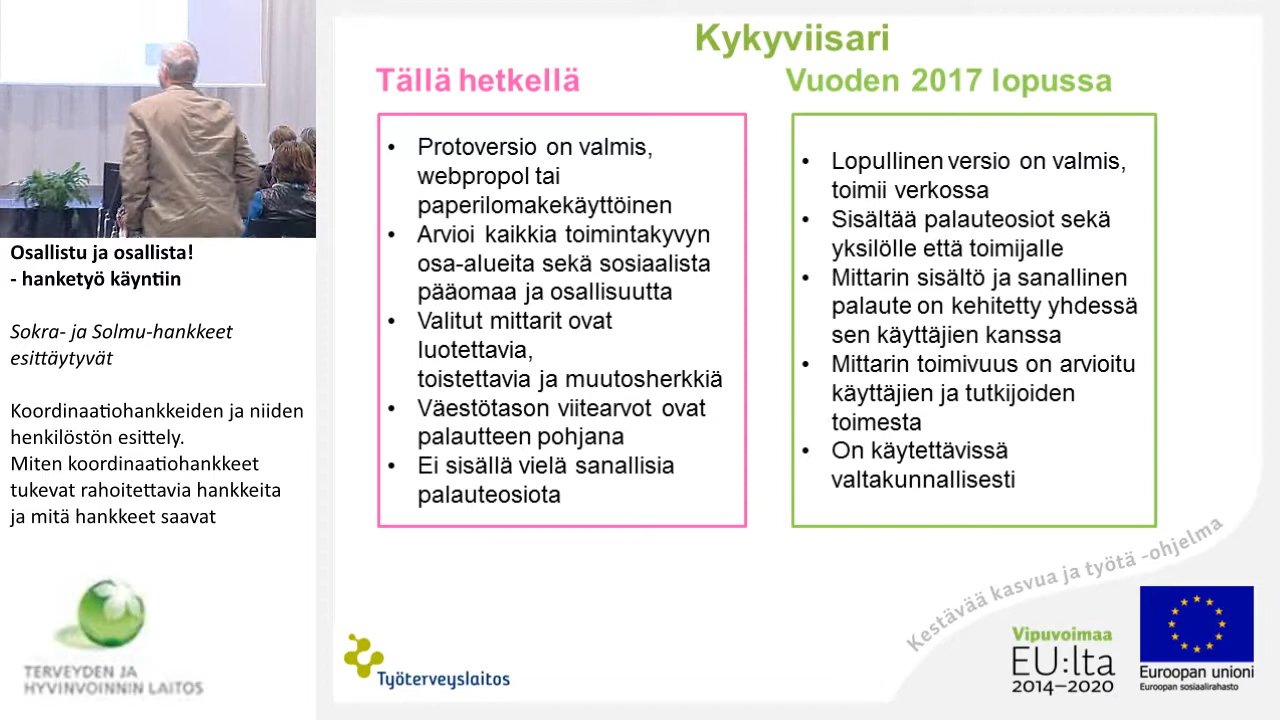 Osallistu ja osallista!
- hanketyö käyntiin
Sokra- ja Solmu-hankkeet
esittäytyvät
Koordinaatiohankkeiden ja niiden
henkilöstön esittely.
Miten koordinaatiohankkeet
tukevat rahoitettavia hankkeita
ja mitä hankkeet saavat
TERVEYDEN JA
HYVINVOINNIN LAITOS
Kykyviisari
Tällä hetkellä
• Protoversio on valmis,
webpropol tai
paperilomakekäyttöinen
• Arvioi kaikkia toimintakyvyn
osa-alueita sekä sosiaalista
pääomaa ja osallisuutta
• Valitut mittarit ovat
luotettavia,
toistettavia ja muutosherkkiä
• Väestötason viitearvot ovat
palautteen pohjana
• Ei sisällä vielä sanallisia
palauteosiota
Vuoden 2017 lopussa
• Lopullinen versio on valmis,
toimii verkossa
• Sisältää palauteosiot sekä
yksilölle että toimijalle
• Mittarin sisältö ja sanallinen
palaute on kehitetty yhdessä
sen käyttäjien kanssa
• Mittarin toimivuus on arvioitu
käyttäjien ja tutkijoiden
toimesta
• On käytettävissä
valtakunnallisesti
Kestävää kasvua ja työtä -ohjelma
Työterveyslaitos
Vipuvoimaa
EU:lta
2014–2020
Euroopan unioni
Euroopan sosiaalirahasto